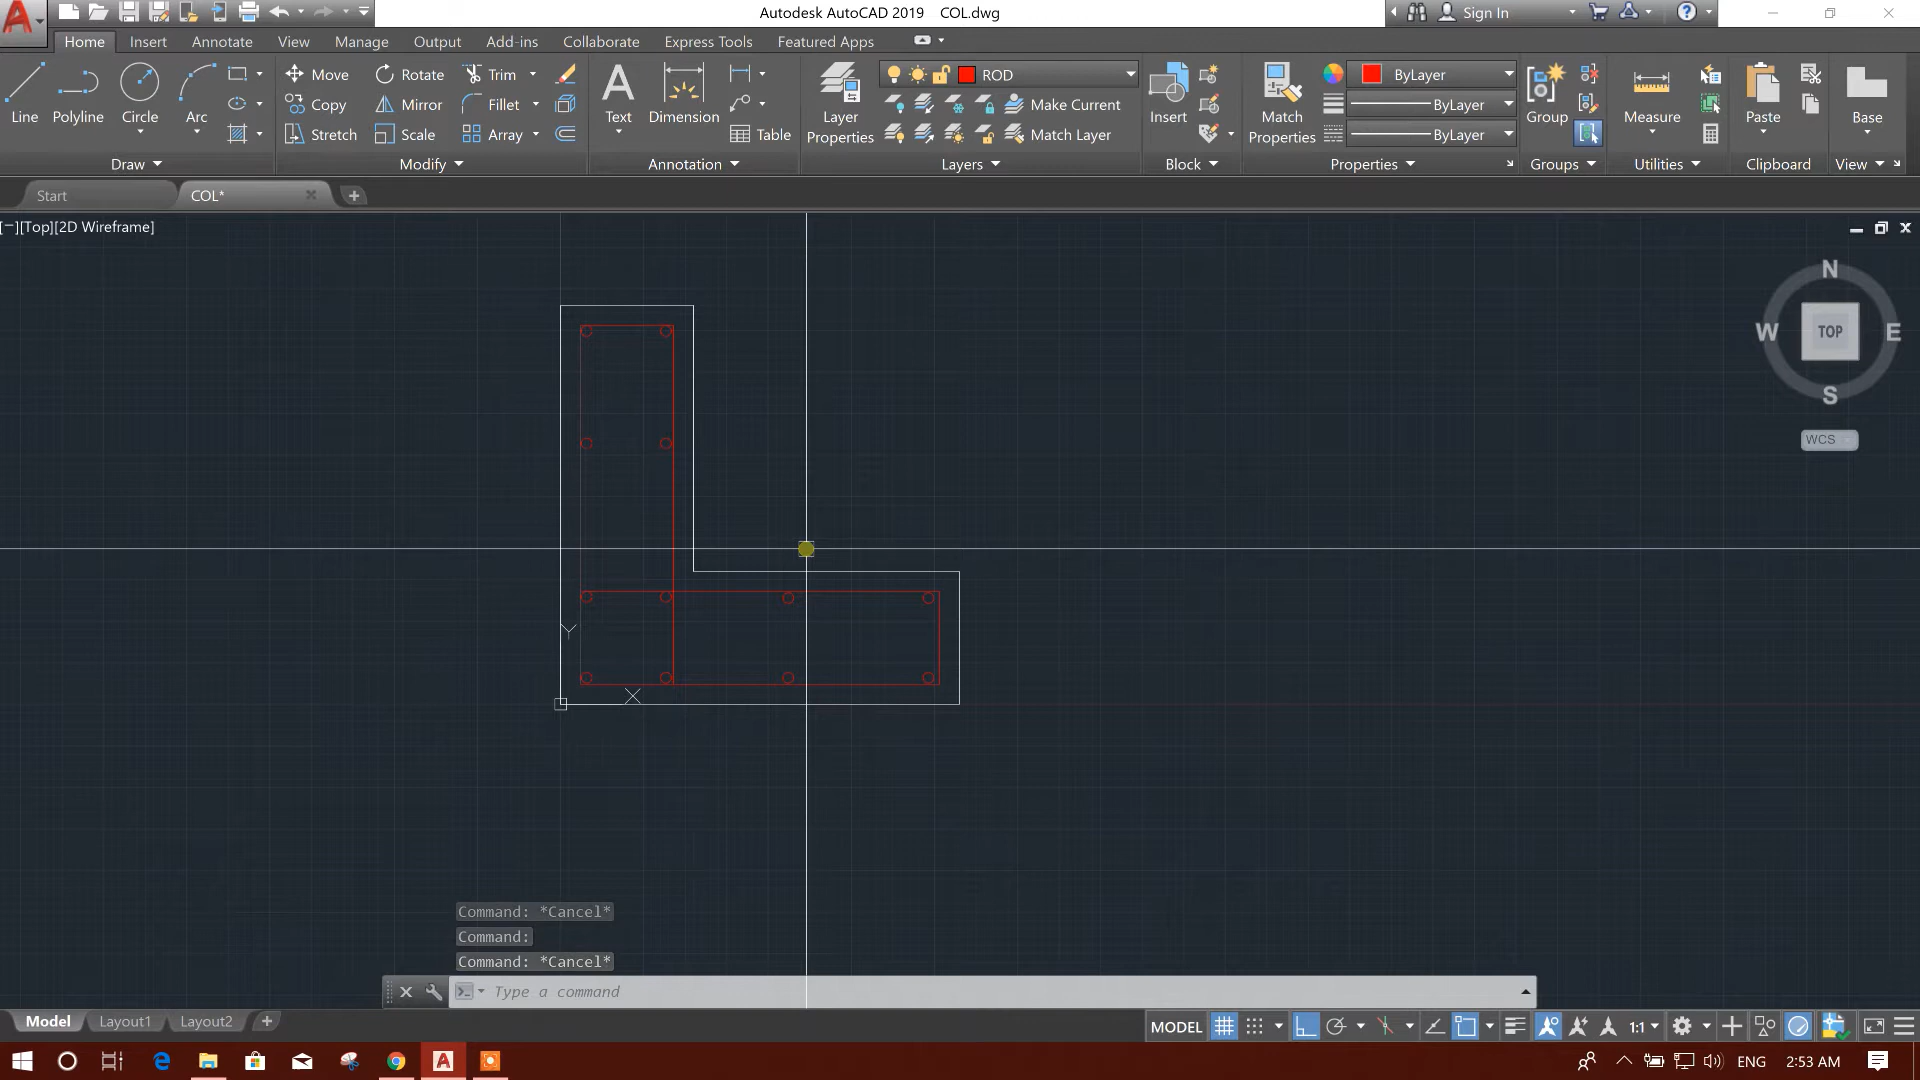 Autodesk AutoCAD 2019 COL.dwg
Sign In
Home Insert Annotate View Manage Output Add-ins Collaborate Express Tools Featured Apps
Line Polyline Circle Arc
Move Rotate Trim
Copy Mirror Fillet
Stretch Scale Array
Text Dimension Table
Layer Properties
ROD
Make Current
Match Layer
Insert
Match Properties
ByLayer
ByLayer
ByLayer
Group
Measure
Paste
Base
Draw Modify Annotation Layers Block Properties Groups Utilities Clipboard View
Start COL*
[−][Top][2D Wireframe]
N
W TOP E
S
WCS
Y
X
Command: *Cancel*
Command:
Command: *Cancel*
Type a command
Model Layout1 Layout2
MODEL 1:1
ENG 2:53 AM